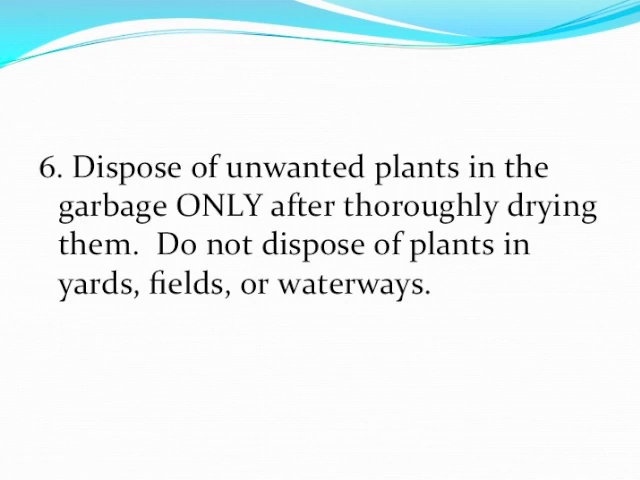 6. Dispose of unwanted plants in the
garbage ONLY after thoroughly drying
them.  Do not dispose of plants in
yards, fields, or waterways.